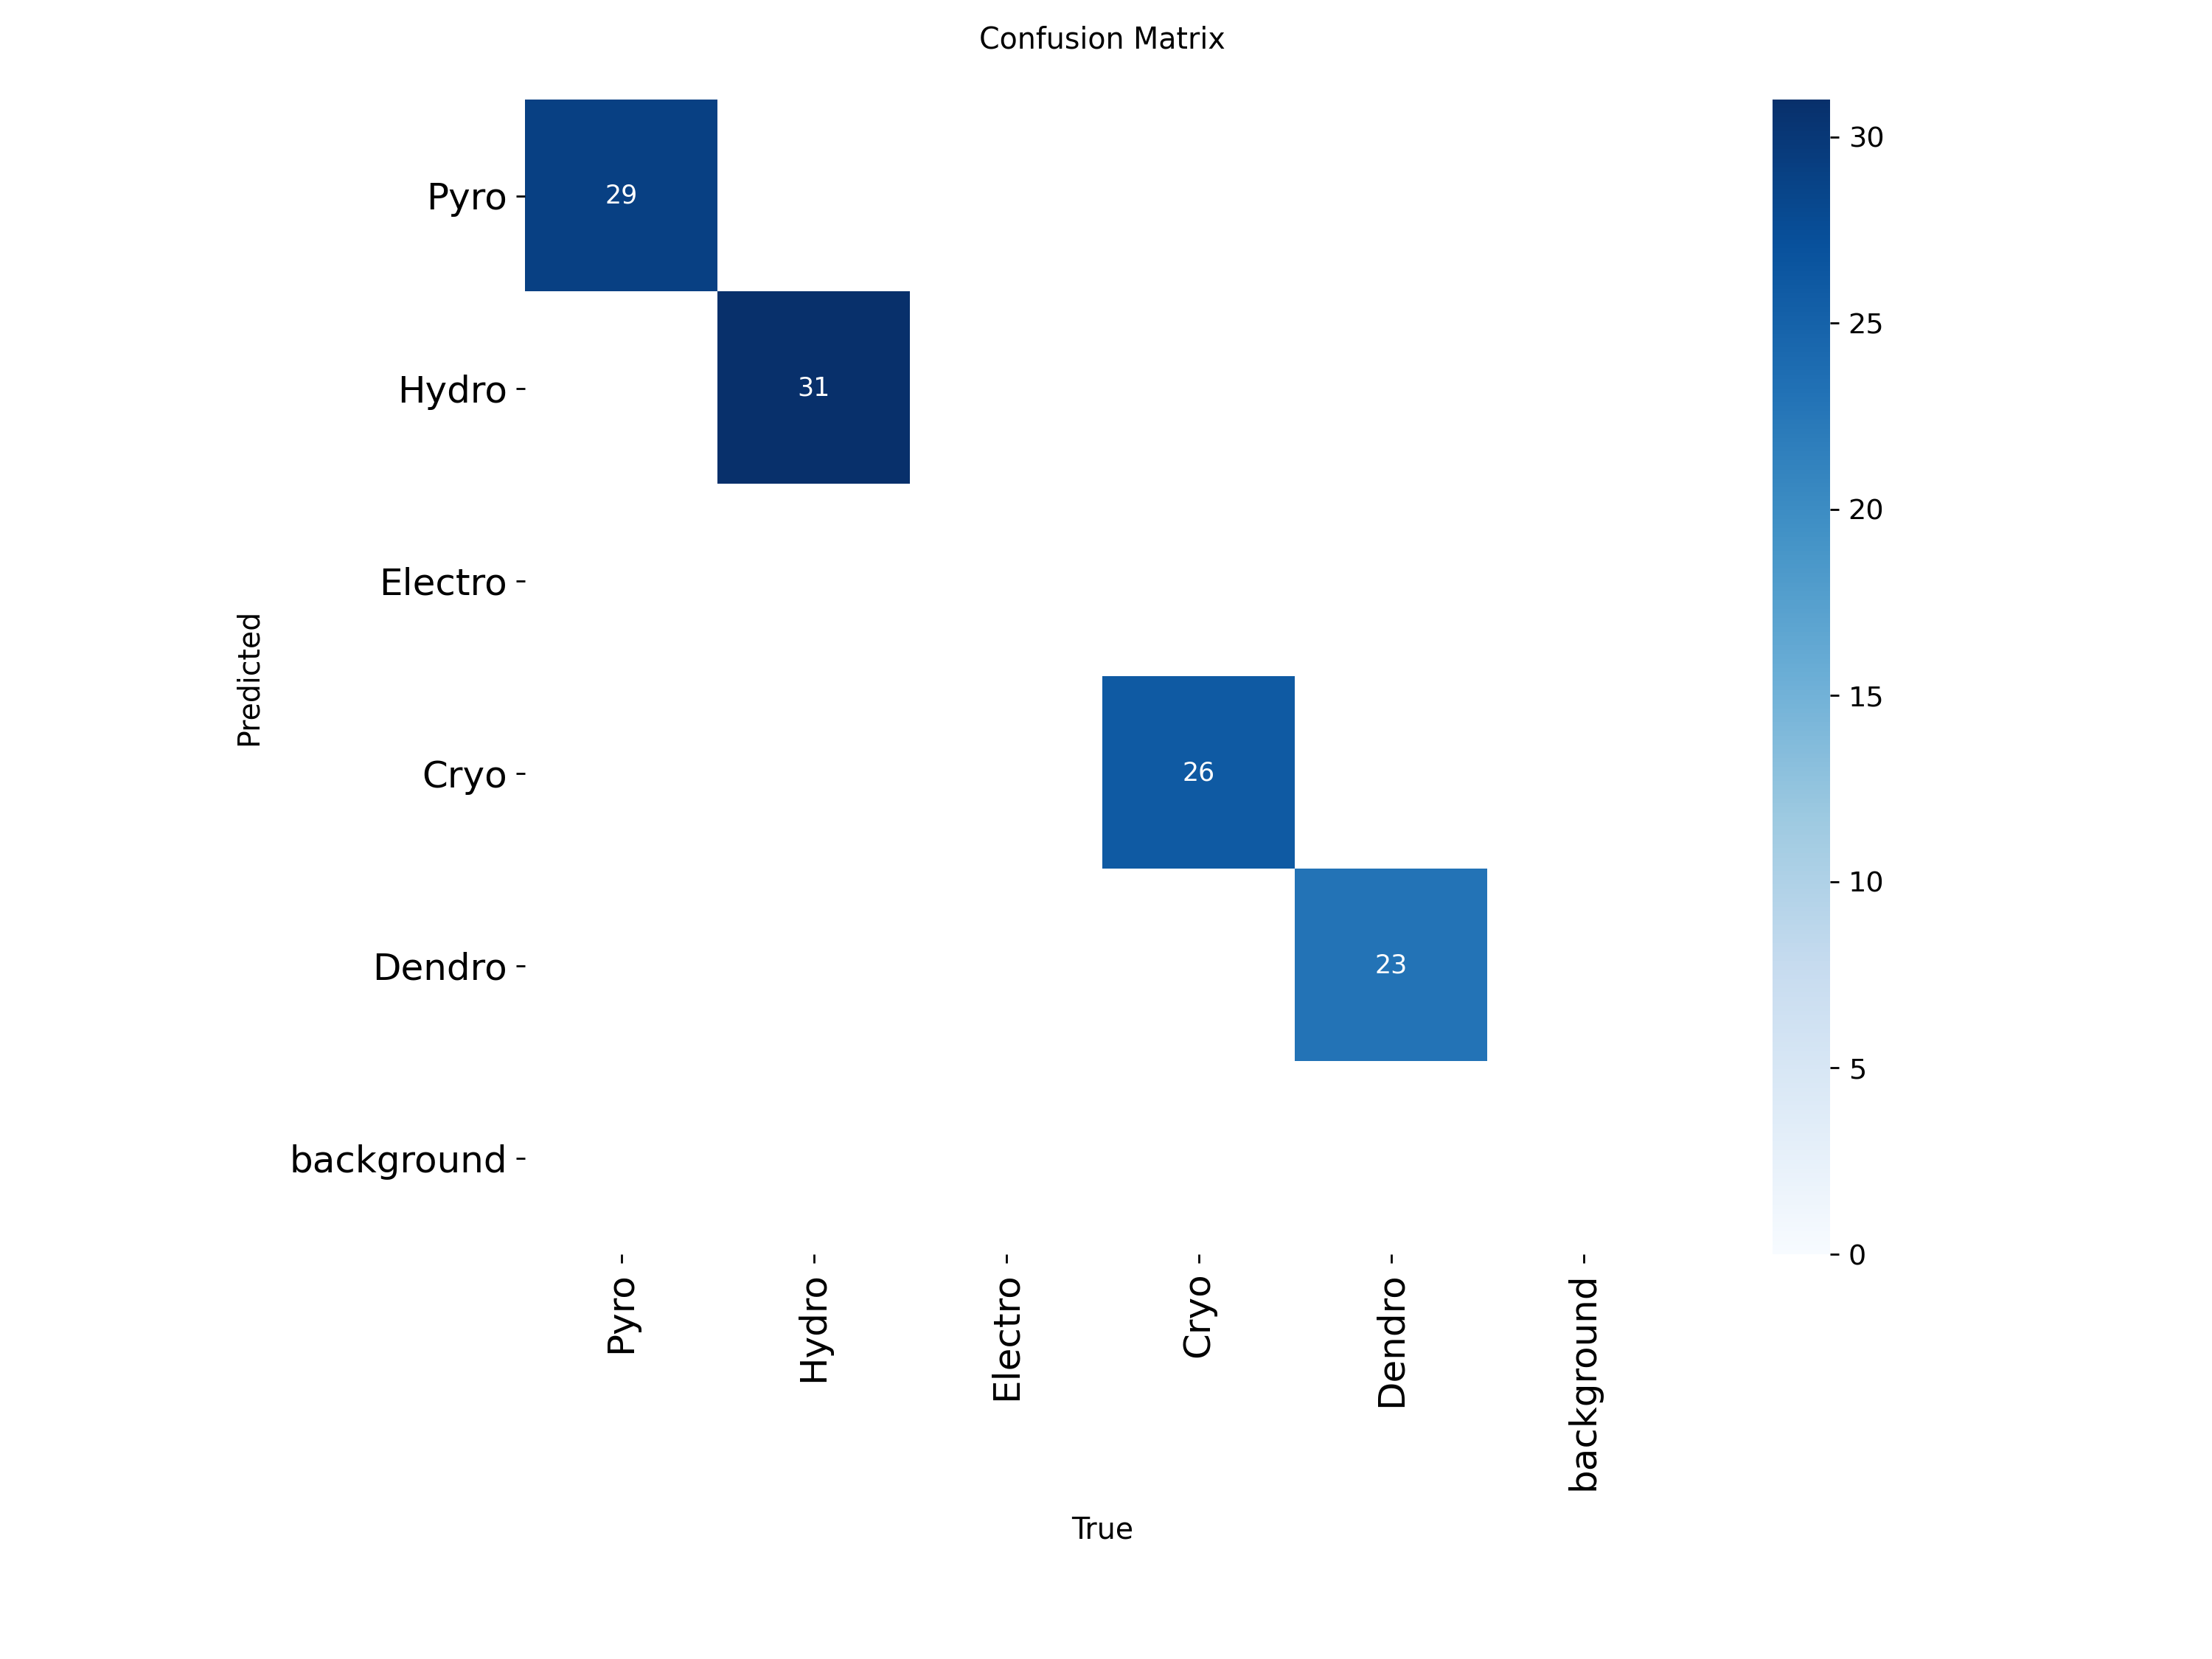 Confusion Matrix
Pyro
Hydro
Electro
Cryo
Dendro
background
Predicted
29
31
26
23
Pyro
Hydro
Electro
Cryo
Dendro
background
True
30
25
20
15
10
5
0